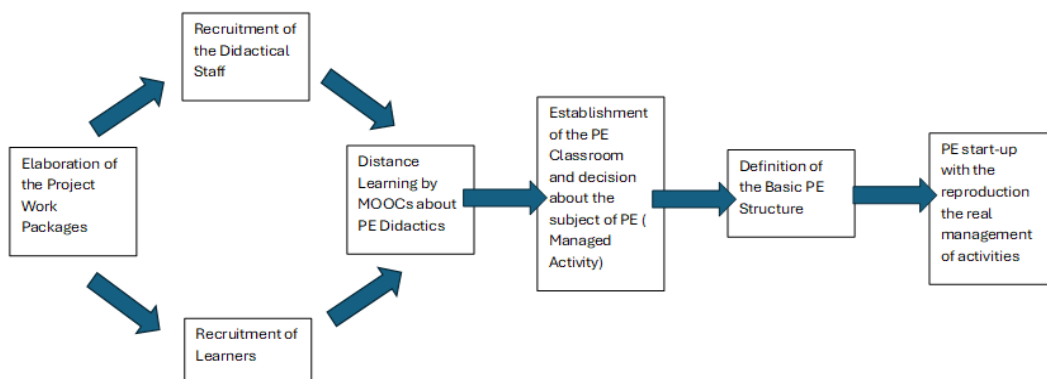 Recruitment of
the Didactical
Staff
Elaboration of
the Project
Work
Packages
Recruitment of
Learners
Distance
Learning by
MOOCs about
PE Didactics
Establishment
of the PE
Classroom
and decision
about the
subject of PE (
Managed
Activity)
Definition of
the Basic PE
Structure
PE start-up
with the
reproduction
the real
management
of activities